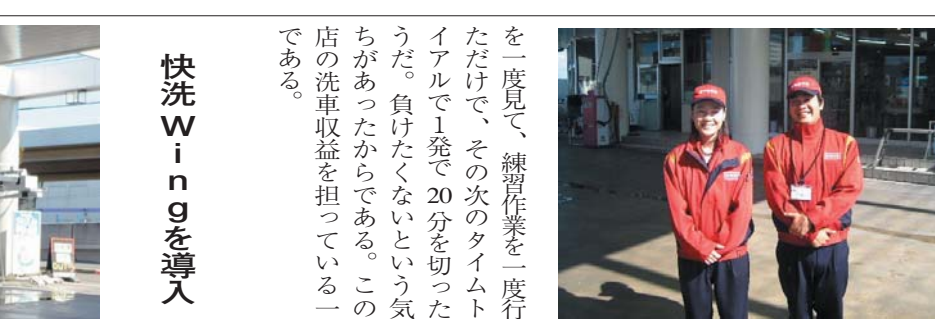 を一度見て、練習作業を一度行
ただけで、その次のタイムト
イアルで1発で20分を切った
うだ。負けたくないという気
ちがあったからである。この
店の洗車収益を担っている一
である。
快洗Wingを導入